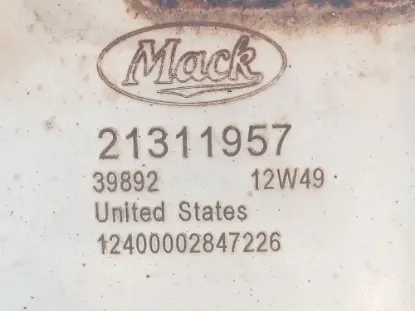 Mack
21311957
39892 12W49
United States
12400002847226